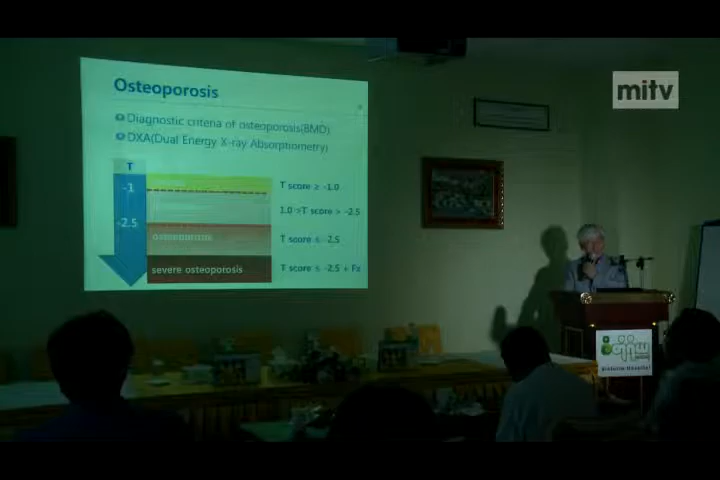 mitv
Osteoporosis
Diagnostic criteria of osteoporosis(BMD)
DXA(Dual Energy X-ray Absorptiometry)
T
-1
T score ≥ -1.0
1.0 >T score > -2.5
-2.5
osteoporosis
T score ≤ -2.5
severe osteoporosis
T score ≤ -2.5 + Fx